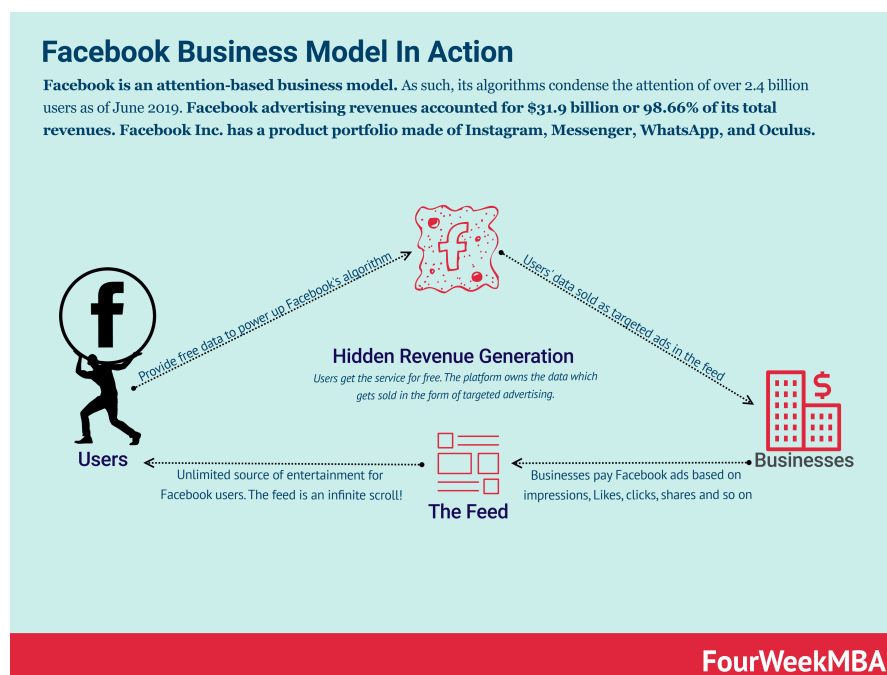 Facebook Business Model In Action
Facebook is an attention-based business model. As such, its algorithms condense the attention of over 2.4 billion
users as of June 2019. Facebook advertising revenues accounted for $31.9 billion or 98.66% of its total
revenues. Facebook Inc. has a product portfolio made of Instagram, Messenger, WhatsApp, and Oculus.
f
f
Provide free data to power up Facebook's algorithm
Users' data sold as targeted ads in the feed
Hidden Revenue Generation
Users get the service for free. The platform owns the data which
gets sold in the form of targeted advertising.
$
Users
Businesses
Unlimited source of entertainment for
Facebook users. The feed is an infinite scroll!
Businesses pay Facebook ads based on
impressions, Likes, clicks, shares and so on
The Feed
FourWeekMBA